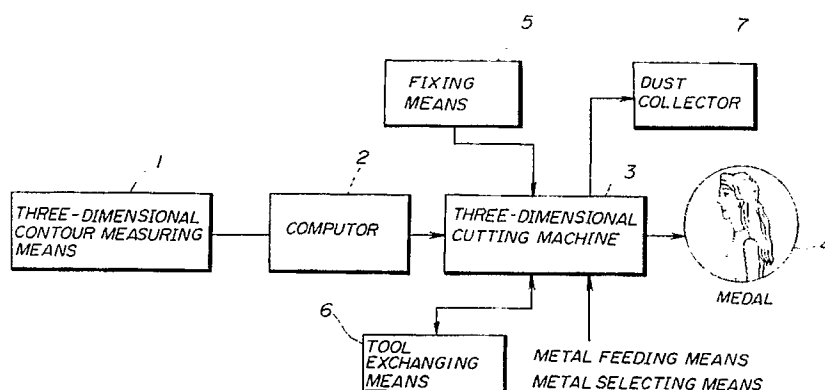 5
7
FIXING
MEANS
DUST
COLLECTOR
1
2
3
THREE-DIMENSIONAL
CONTOUR MEASURING
MEANS
COMPUTOR
THREE-DIMENSIONAL
CUTTING MACHINE
4
MEDAL
6
TOOL
EXCHANGING
MEANS
METAL FEEDING MEANS
METAL SELECTING MEANS